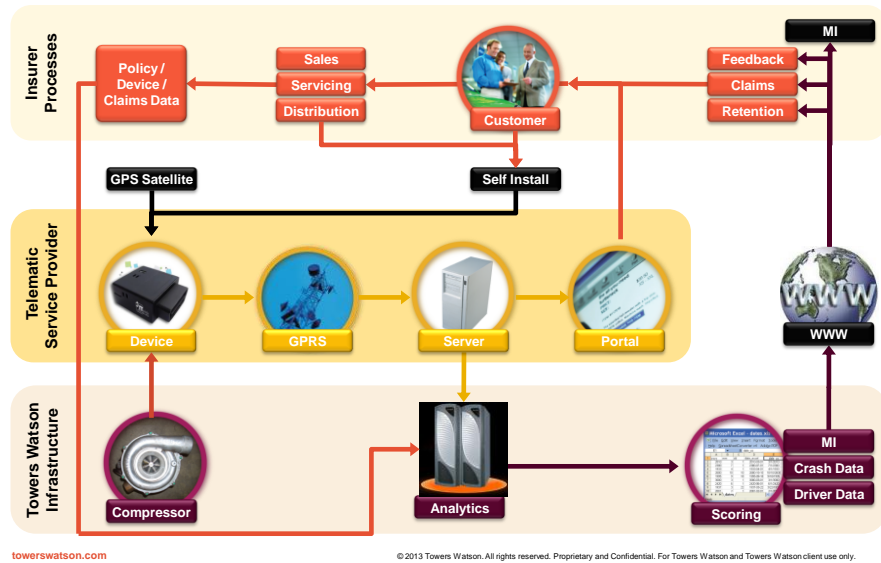 Insurer
Processes
Policy /
Device /
Claims Data
Sales
Servicing
Distribution
Customer
MI
Feedback
Claims
Retention
GPS Satellite
Self Install
Telematic
Service Provider
Device
GPRS
Server
Portal
WWW
WWW
Towers Watson
Infrastructure
Compressor
Analytics
Microsoft Excel
Scoring
MI
Crash Data
Driver Data
towerswatson.com
© 2013 Towers Watson. All rights reserved. Proprietary and Confidential. For Towers Watson and Towers Watson client use only.